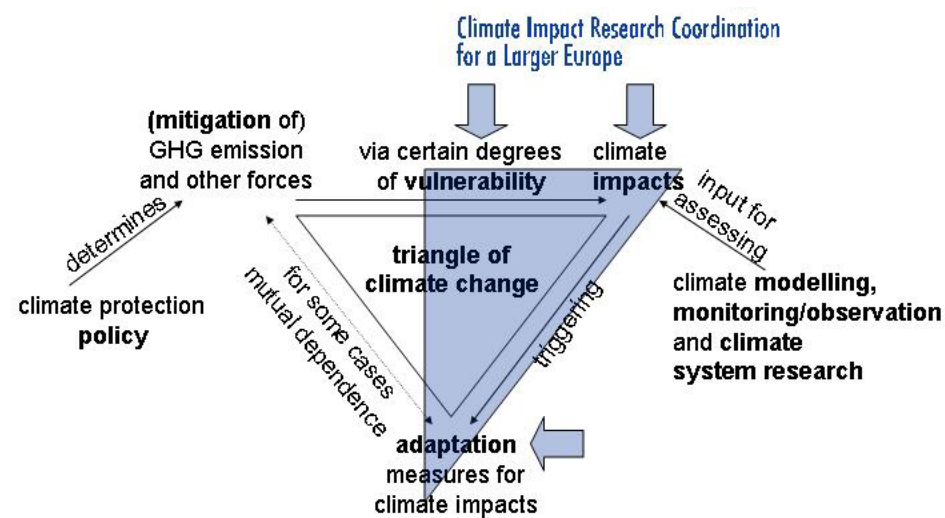 Climate Impact Research Coordination
for a Larger Europe
(mitigation of)
GHG emission
and other forces
via certain degrees
of vulnerability
climate
impacts
determines
input for
assessing
triangle of
climate change
climate protection
policy
for some cases
mutual dependence
triggering
climate modelling,
monitoring/observation
and climate
system research
adaptation
measures for
climate impacts